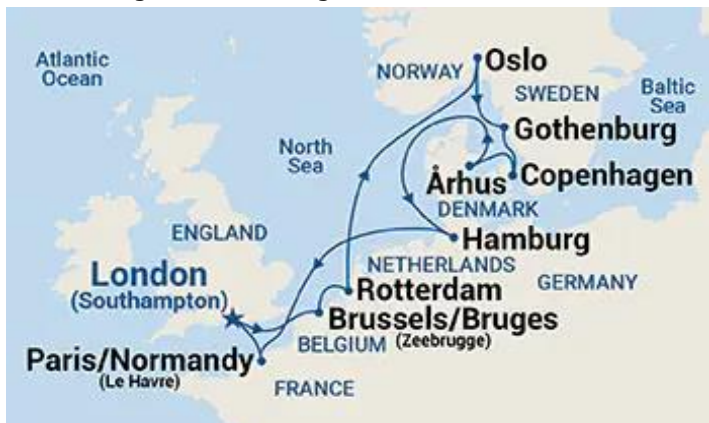 Atlantic
Ocean
NORWAY
Oslo
SWEDEN
Baltic
Sea
North
Sea
Gothenburg
Århus
Copenhagen
DENMARK
ENGLAND
Hamburg
NETHERLANDS
GERMANY
London
(Southampton)
Rotterdam
Brussels/Bruges
BELGIUM
(Zeebrugge)
Paris/Normandy
(Le Havre)
FRANCE